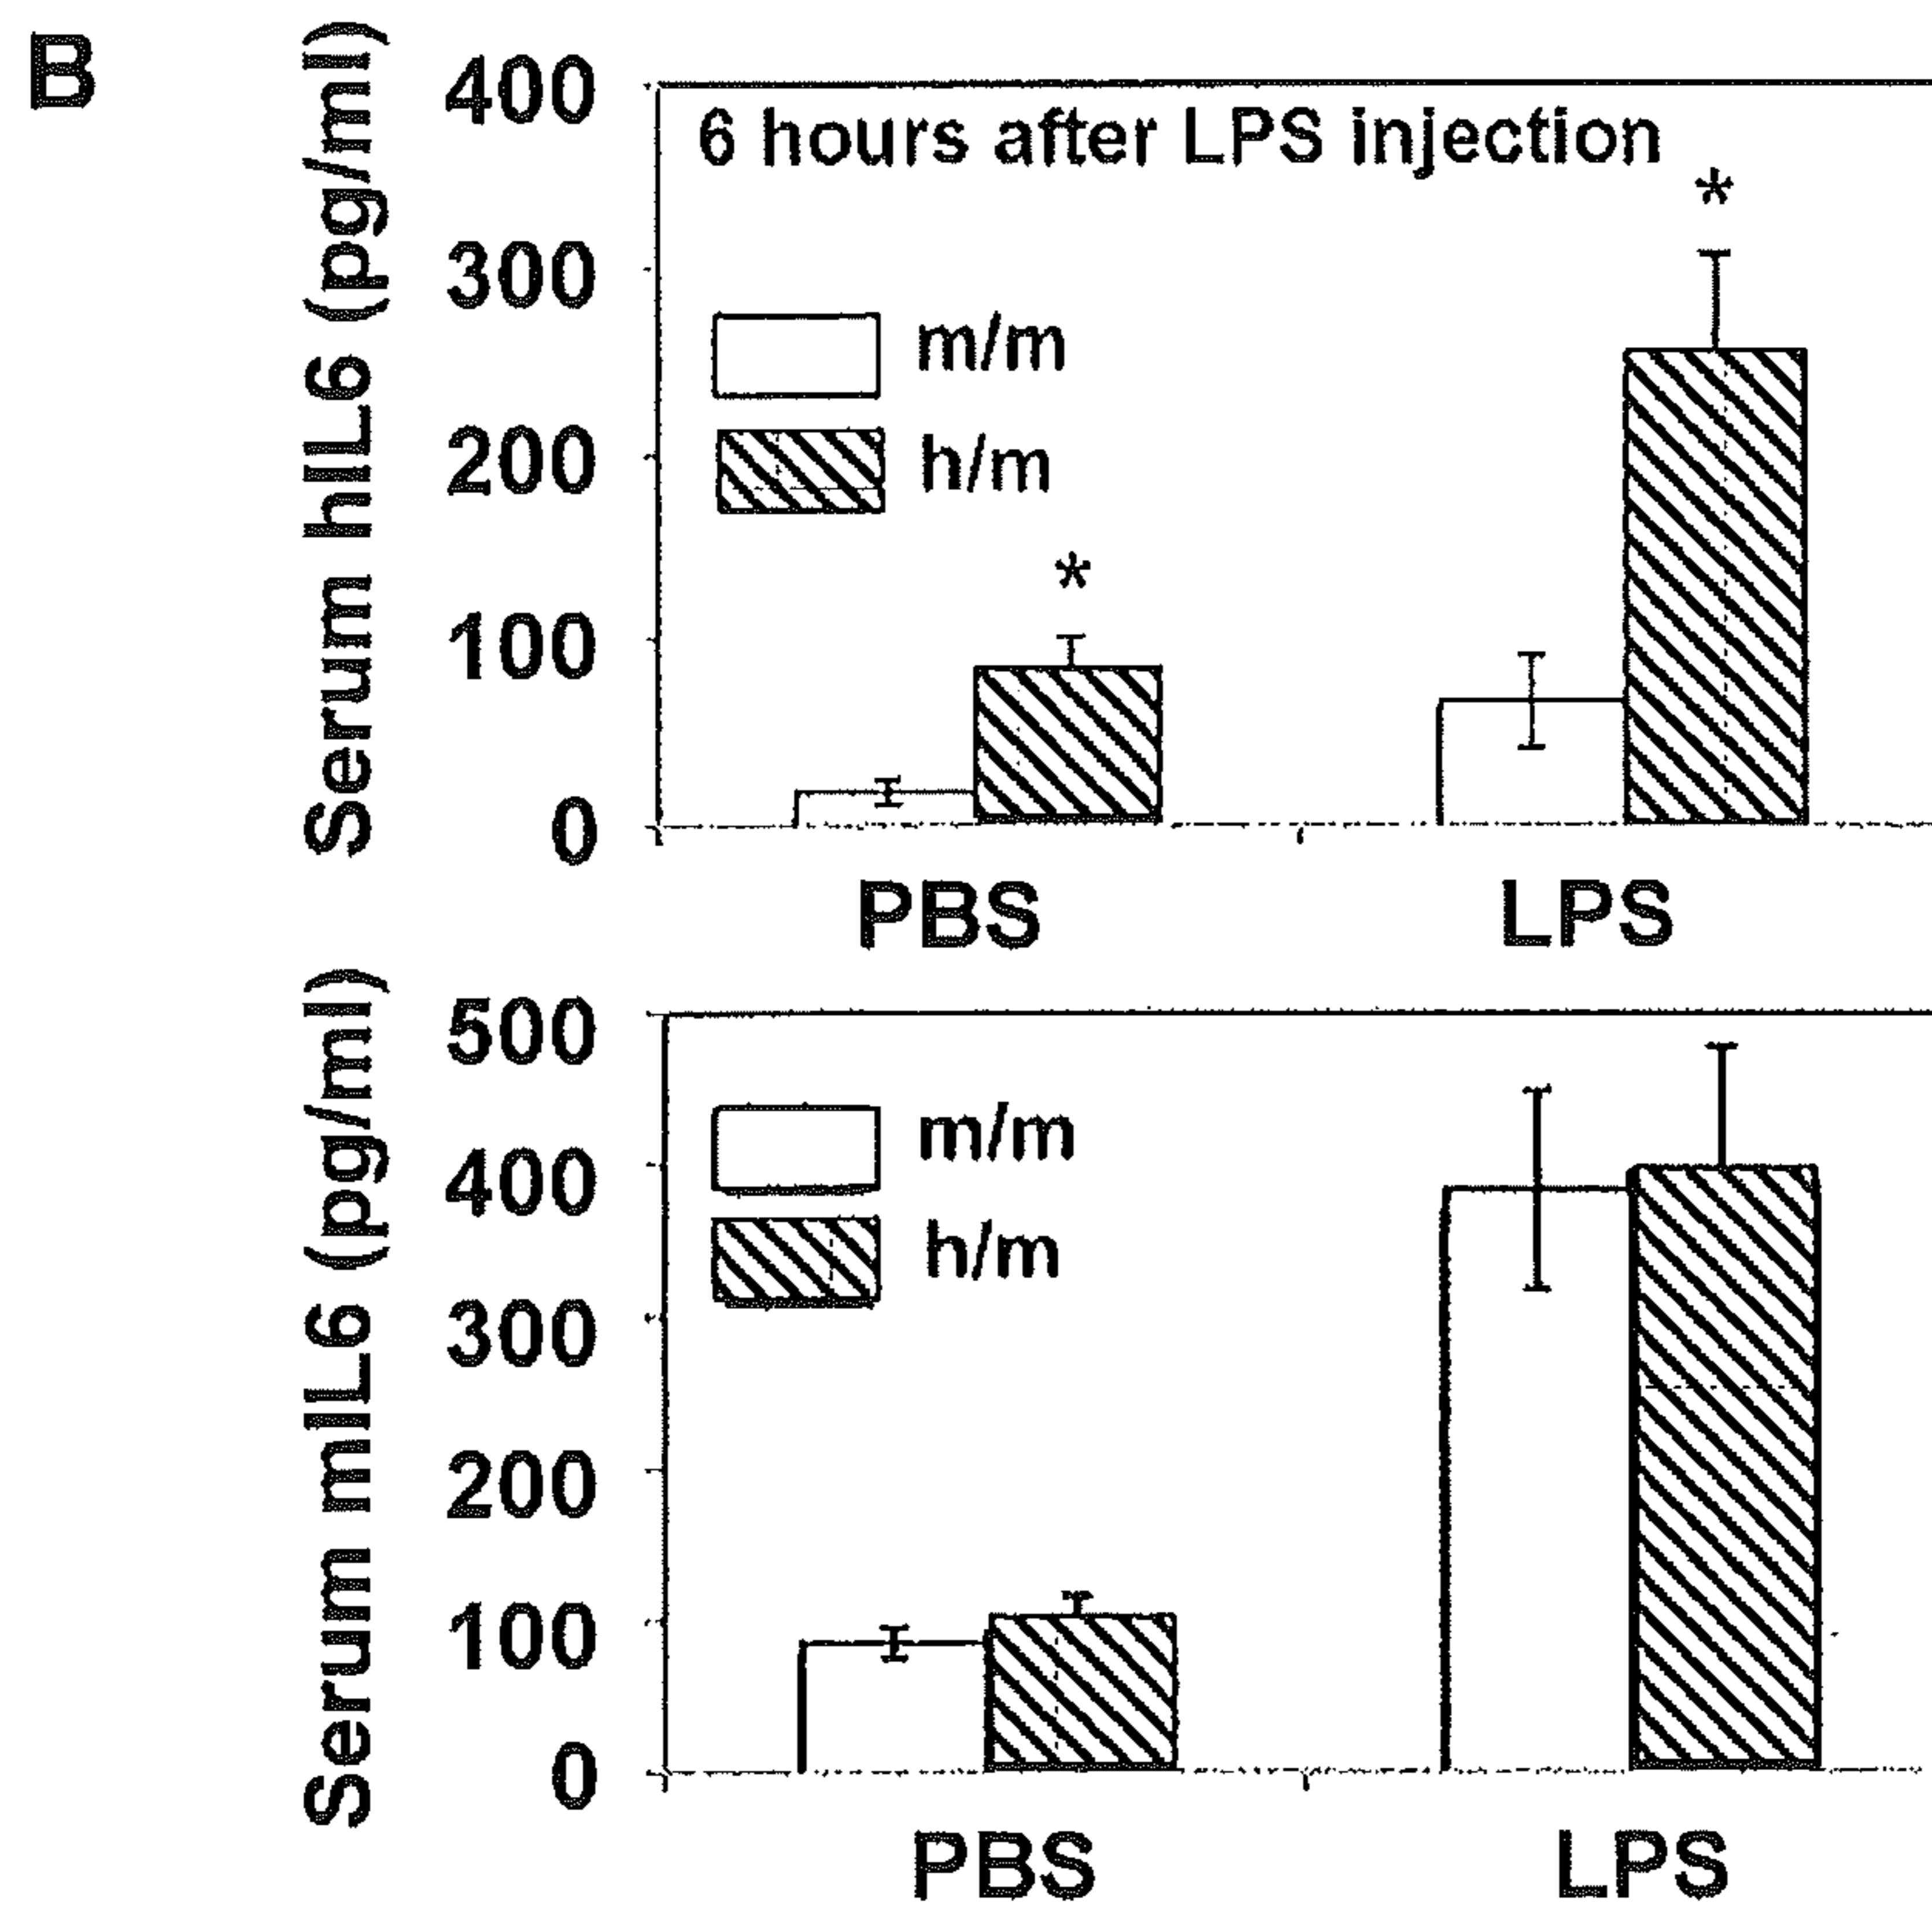 B
Serum hIL6 (pg/ml)
400
300
200
100
0
6 hours after LPS injection
*
*
m/m
h/m
PBS
LPS
Serum mIL6 (pg/ml)
500
400
300
200
100
0
m/m
h/m
PBS
LPS